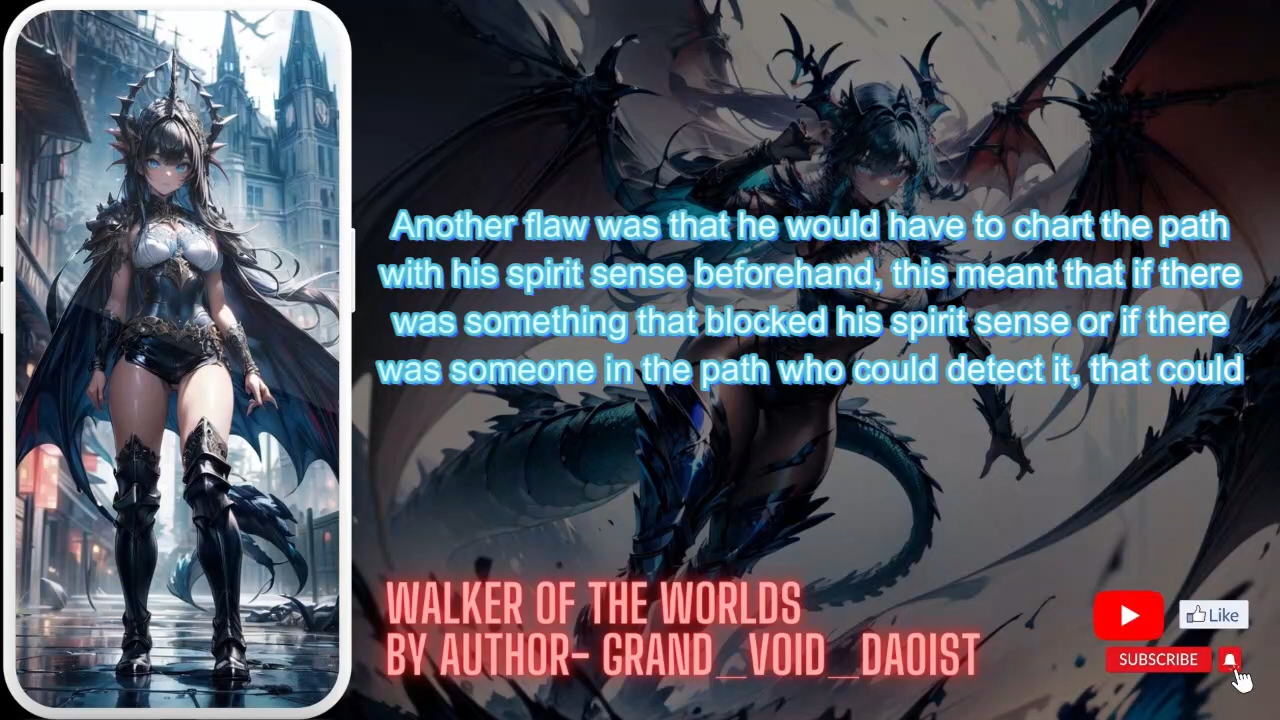 Another flaw was that he would have to chart the path
with his spirit sense beforehand, this meant that if there
was something that blocked his spirit sense or if there
was someone in the path who could detect it, that could
WALKER OF THE WORLDS
BY AUTHOR- GRAND_VOID_DAOIST
Like
SUBSCRIBE